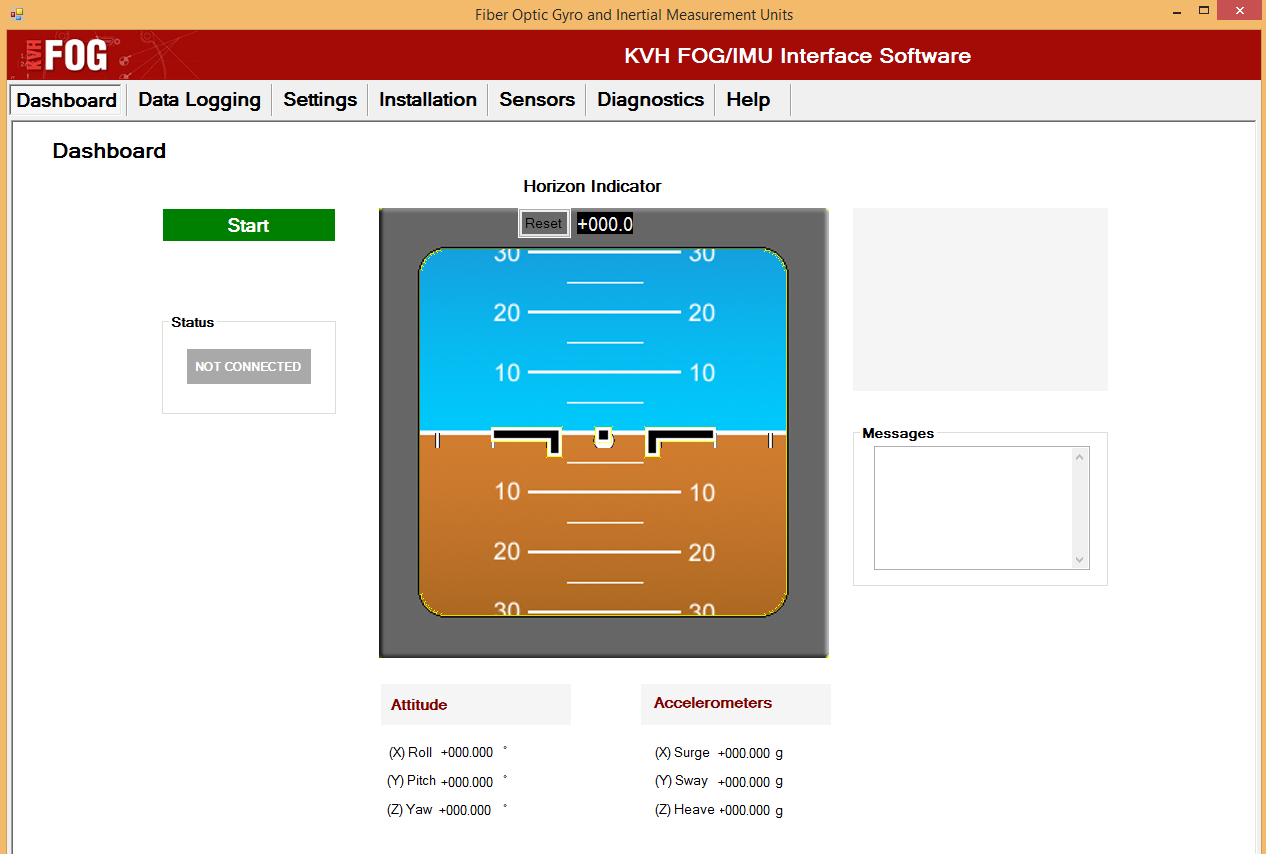 Fiber Optic Gyro and Inertial Measurement Units
KVH FOG
KVH FOG/IMU Interface Software
Dashboard Data Logging Settings Installation Sensors Diagnostics Help
Dashboard
Horizon Indicator
Start
Reset +000.0
30 30
20 20
10 10
10 10
20 20
30 30
Status
NOT CONNECTED
Messages
Attitude
(X) Roll +000.000 °
(Y) Pitch +000.000 °
(Z) Yaw +000.000 °
Accelerometers
(X) Surge +000.000 g
(Y) Sway +000.000 g
(Z) Heave +000.000 g